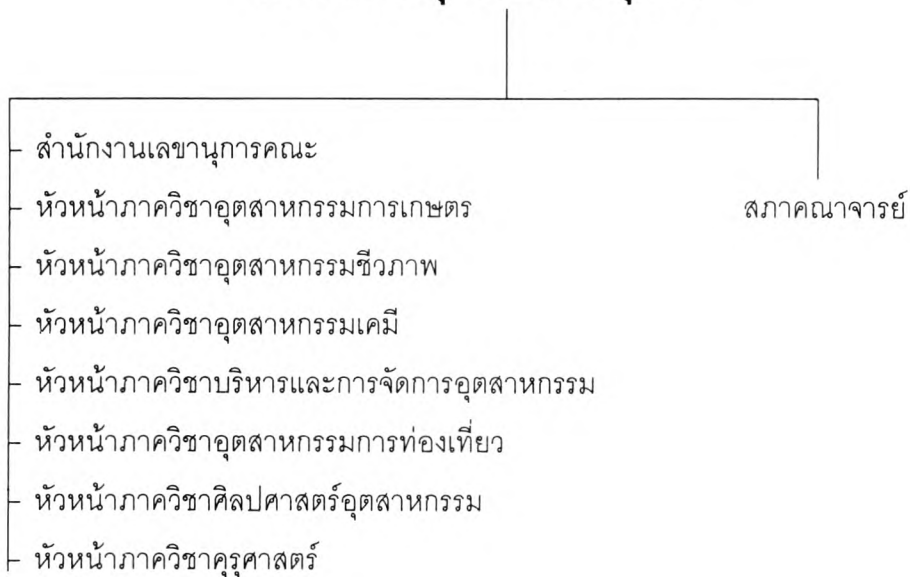 สำนักงานเลขานุการคณะ
หัวหน้าภาควิชาอุตสาหกรรมการเกษตร
สภาคณาจารย์
หัวหน้าภาควิชาอุตสาหกรรมชีวภาพ
หัวหน้าภาควิชาอุตสาหกรรมเคมี
หัวหน้าภาควิชาบริหารและการจัดการอุตสาหกรรม
หัวหน้าภาควิชาอุตสาหกรรมการท่องเที่ยว
หัวหน้าภาควิชาศิลปศาสตร์อุตสาหกรรม
หัวหน้าภาควิชาคุรุศาสตร์